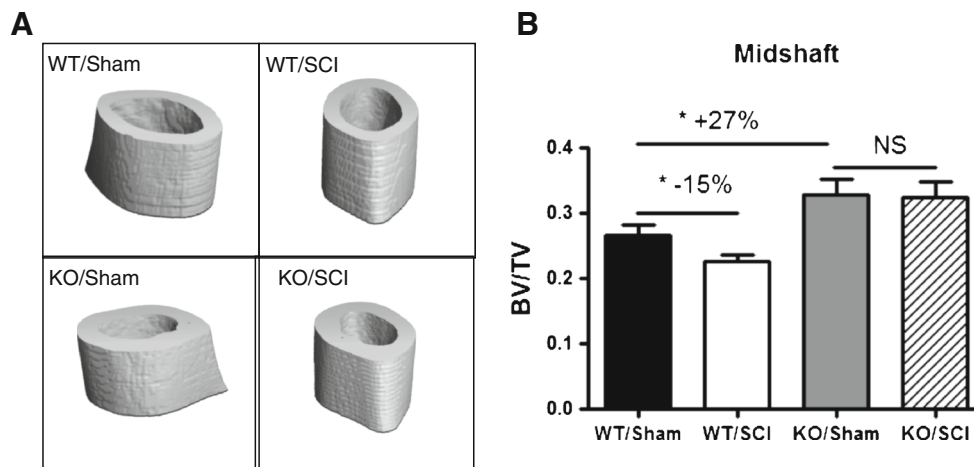 A
WT/Sham
WT/SCI
KO/Sham
KO/SCI
B
Midshaft
* +27%
NS
* -15%
BV/TV
0.4
0.3
0.2
0.1
0.0
WT/Sham
WT/SCI
KO/Sham
KO/SCI